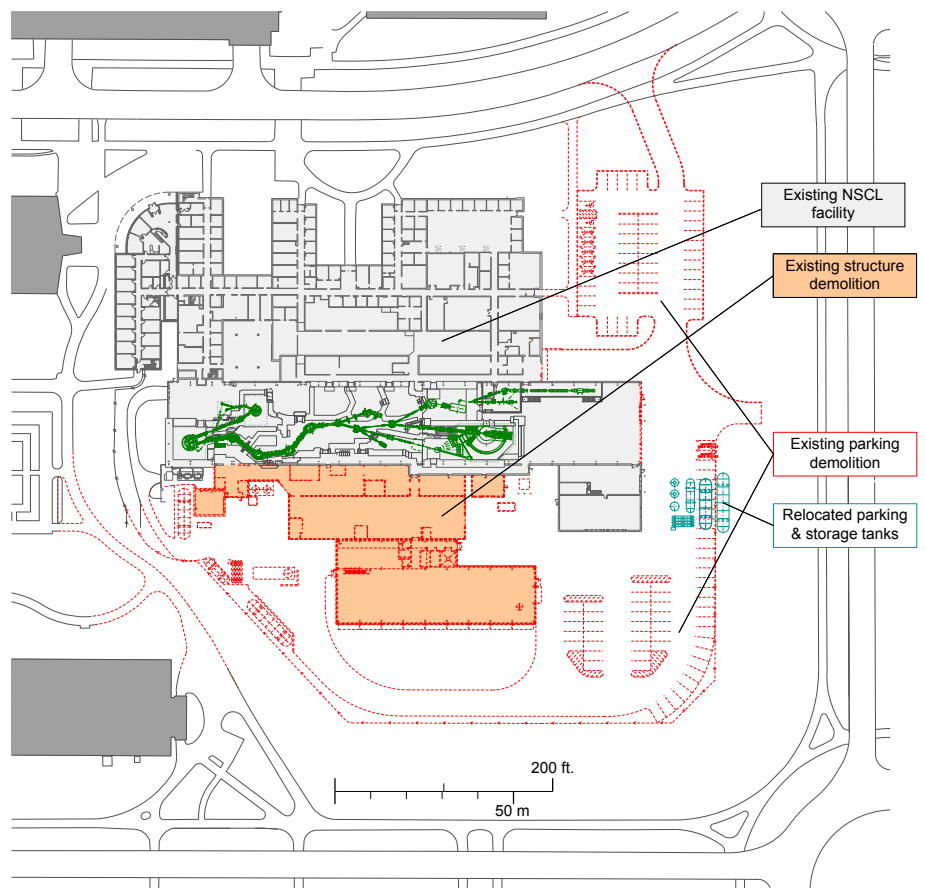 Existing NSCL
facility
Existing structure
demolition
Existing parking
demolition
Relocated parking
& storage tanks
200 ft.
50 m